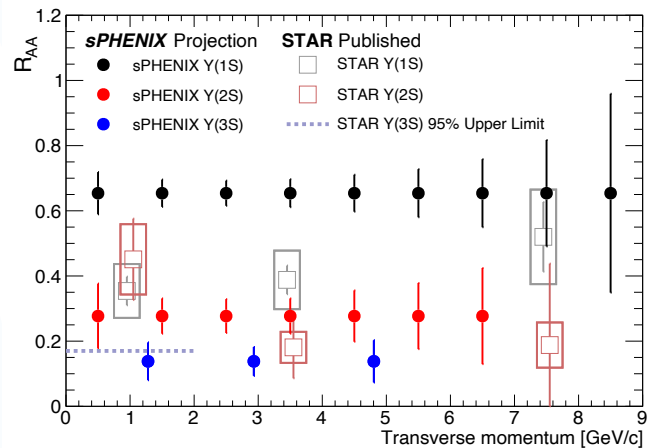 sPHENIX Projection
STAR Published
sPHENIX Y(1S)
STAR Y(1S)
sPHENIX Y(2S)
STAR Y(2S)
sPHENIX Y(3S)
STAR Y(3S) 95% Upper Limit
R_AA
1.2
1
0.8
0.6
0.4
0.2
0
0 1 2 3 4 5 6 7 8 9
Transverse momentum [GeV/c]